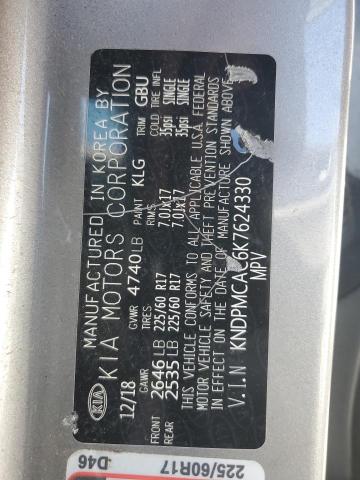 MANUFACTURED IN KOREA BY
KIA KIA MOTORS CORPORATION
12/18 GVWR 4740LB PAINT KLG TRIM GBU
GAWR TIRES RIMS COLD TIRE INFL
FRONT 2646LB 225/60 R17 7.0Jx17 35psi SINGLE
REAR 2535LB 225/60 R17 7.0Jx17 35psi SINGLE
THIS VEHICLE CONFORMS TO ALL APPLICABLE U.S.A. FEDERAL
MOTOR VEHICLE SAFETY AND THEFT PREVENTION STANDARDS
IN EFFECT ON THE DATE OF MANUFACTURE SHOWN ABOVE
V.I.N KNDPMCAC6K7624330
MPV
D46
225/60R17